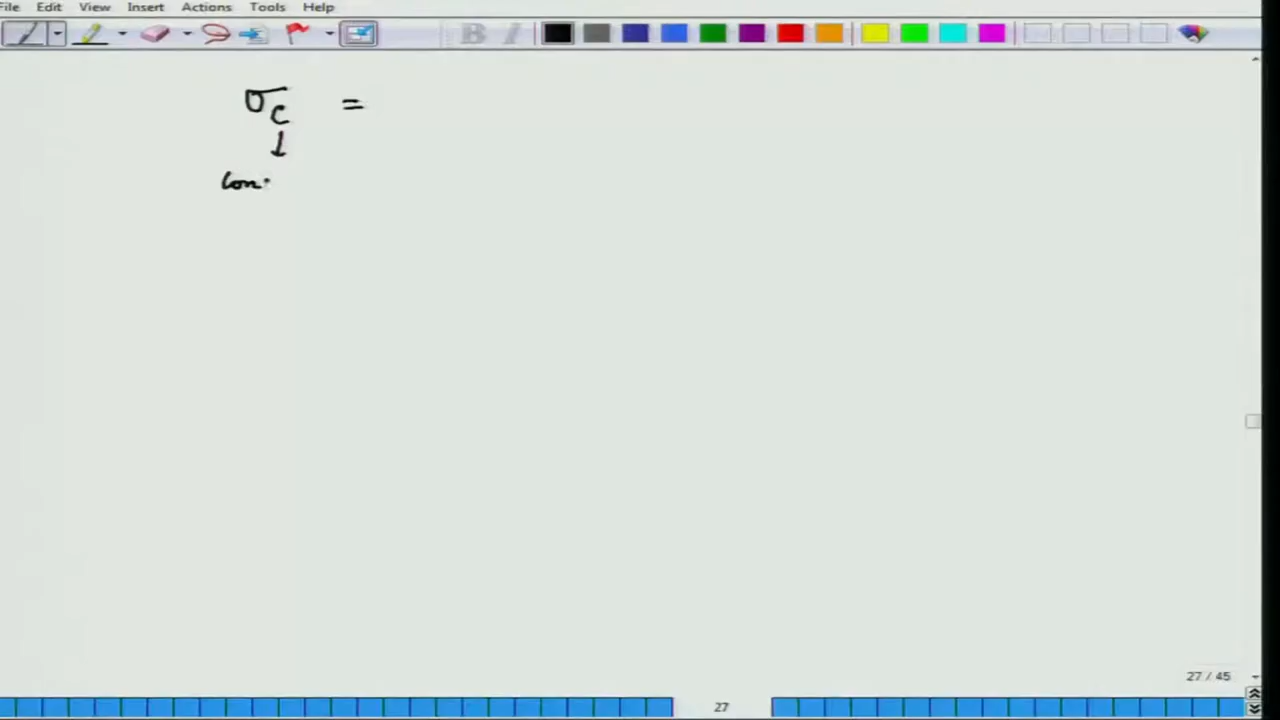 File Edit View Insert Actions Tools Help
B I
σc =
↓
Con.
27 / 45
27